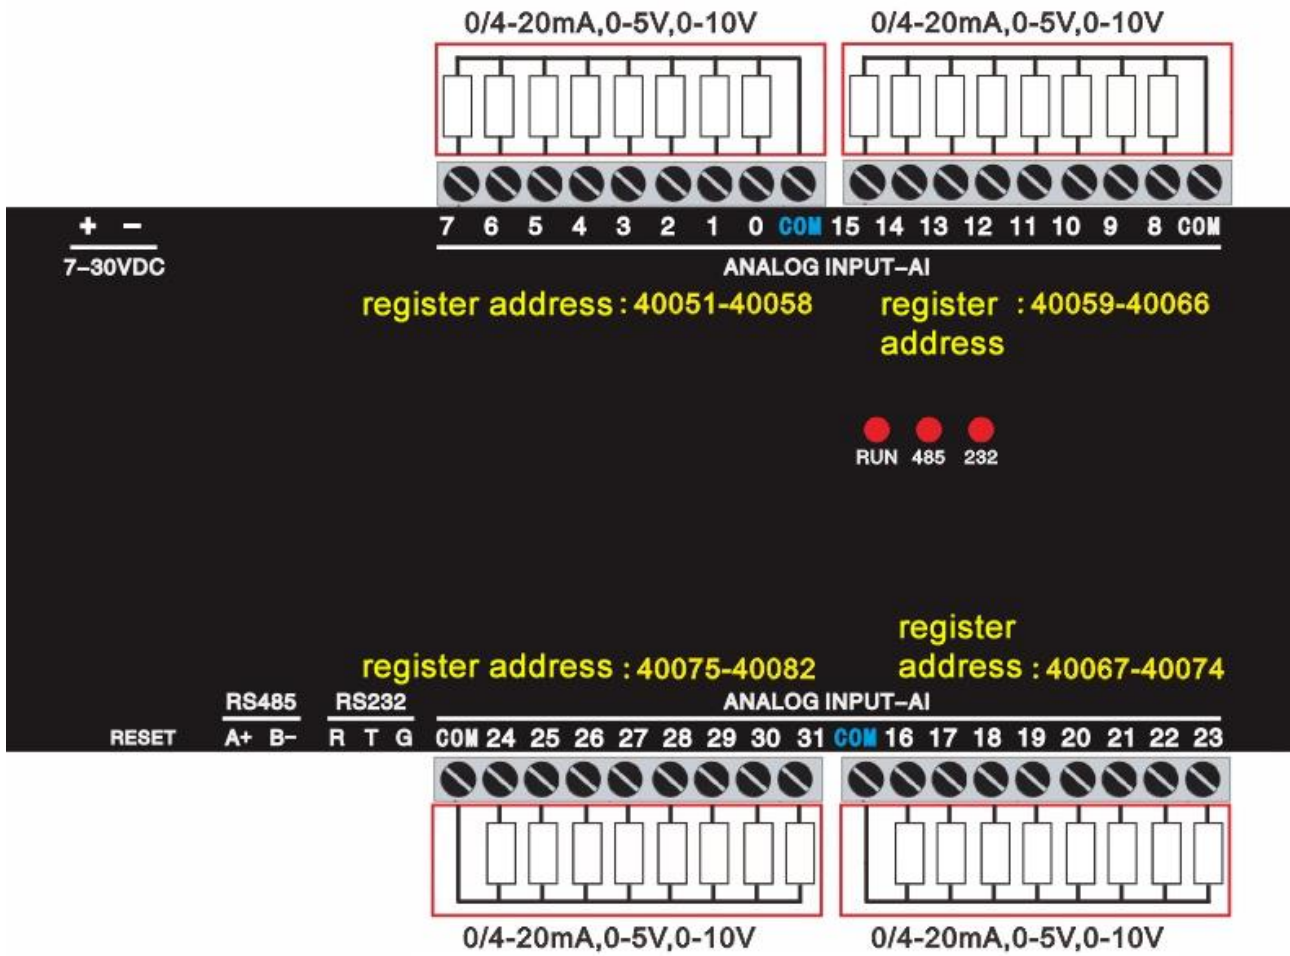 0/4-20mA,0-5V,0-10V 0/4-20mA,0-5V,0-10V
+ − 7 6 5 4 3 2 1 0 COM 15 14 13 12 11 10 9 8 COM
7-30VDC ANALOG INPUT-AI
register address : 40051-40058 register : 40059-40066
address
RUN 485 232
register
register address : 40075-40082 address : 40067-40074
RS485 RS232 ANALOG INPUT-AI
RESET A+ B- R T G COM 24 25 26 27 28 29 30 31 COM 16 17 18 19 20 21 22 23
0/4-20mA,0-5V,0-10V 0/4-20mA,0-5V,0-10V